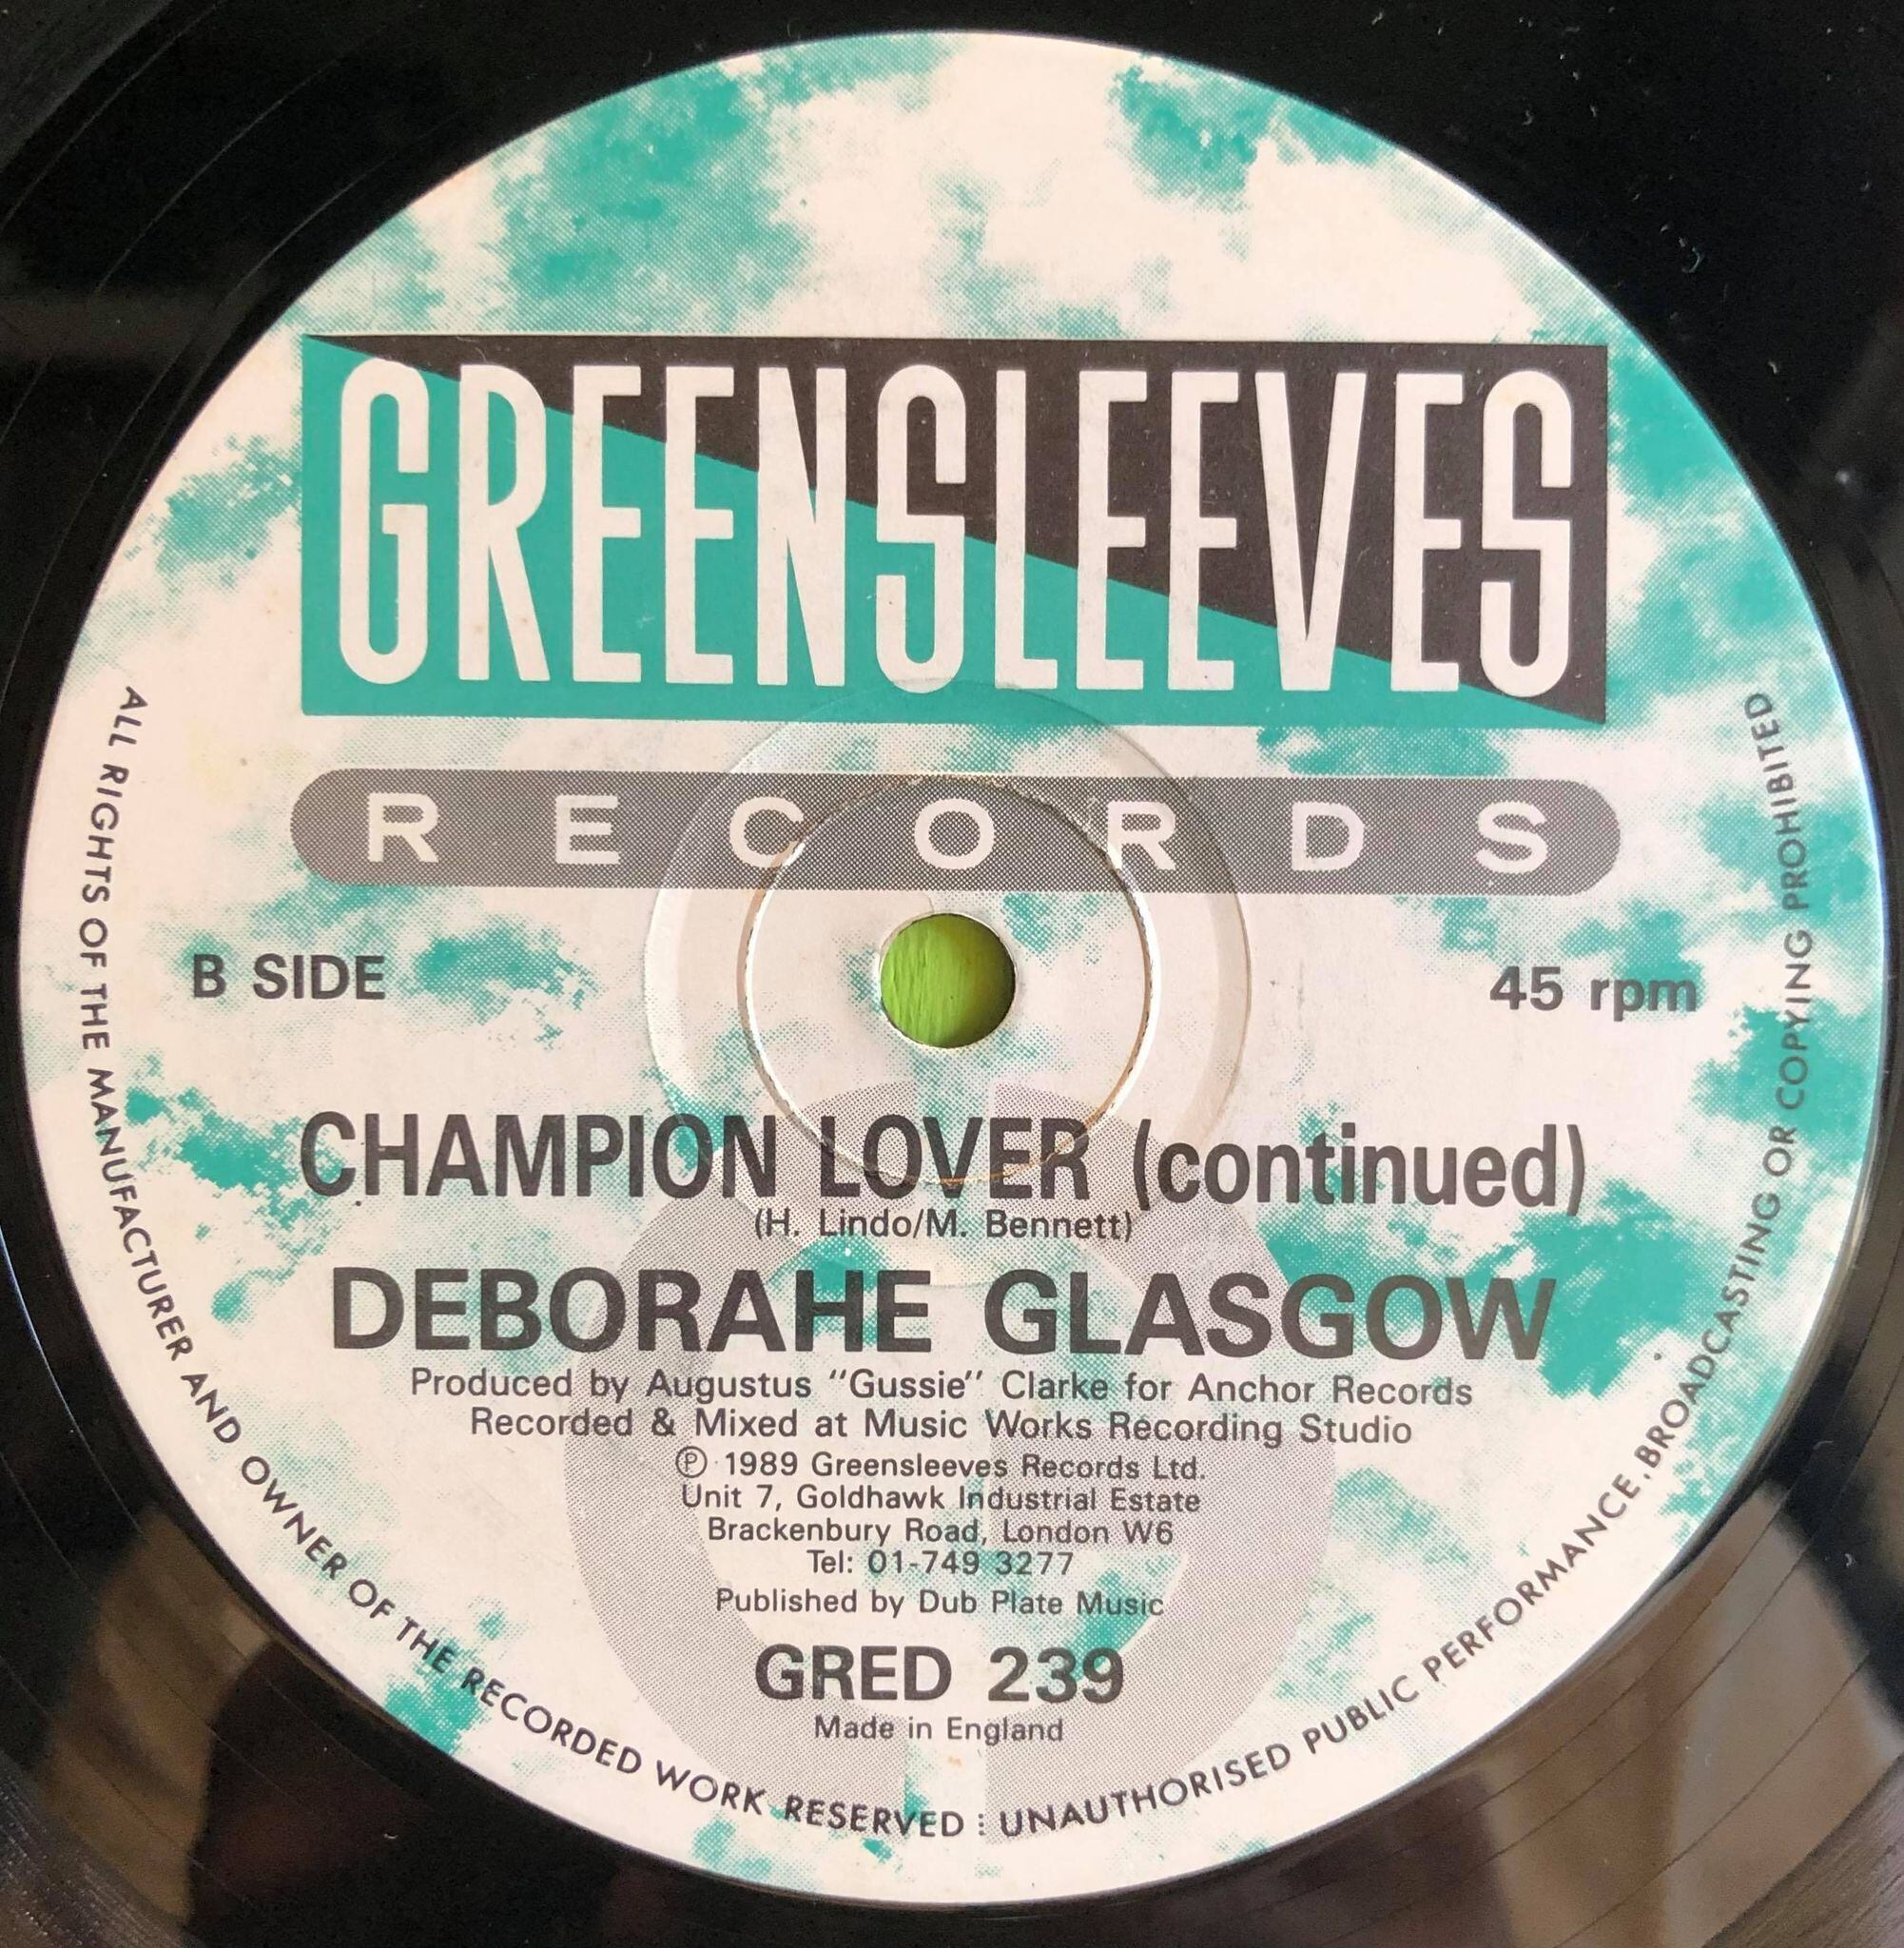 GREENSLEEVES
RECORDS
B SIDE
45 rpm
CHAMPION LOVER (continued)
(H. Lindo/M. Bennett)
DEBORAHE GLASGOW
Produced by Augustus "Gussie" Clarke for Anchor Records
Recorded & Mixed at Music Works Recording Studio
℗ 1989 Greensleeves Records Ltd.
Unit 7, Goldhawk Industrial Estate
Brackenbury Road, London W6
Tel: 01-749 3277
Published by Dub Plate Music
GRED 239
Made in England
ALL RIGHTS OF THE MANUFACTURER AND OWNER OF THE RECORDED WORK RESERVED : UNAUTHORISED PUBLIC PERFORMANCE, BROADCASTING OR COPYING PROHIBITED